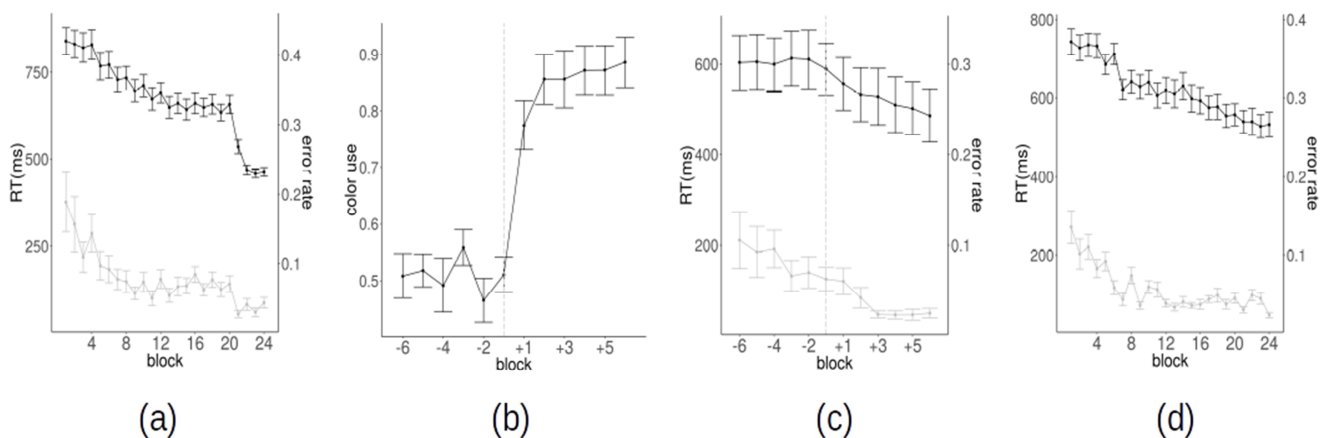 750
500
250
RT(ms)
0.4
0.3
0.2
0.1
error rate
4 8 12 16 20 24
block
(a)
0.9
0.8
0.7
0.6
0.5
color use
-6 -4 -2 +1 +3 +5
block
(b)
600
400
200
RT(ms)
0.3
0.2
0.1
error rate
-6 -4 -2 +1 +3 +5
block
(c)
800
600
400
200
RT(ms)
0.4
0.3
0.2
0.1
error rate
4 8 12 16 20 24
block
(d)